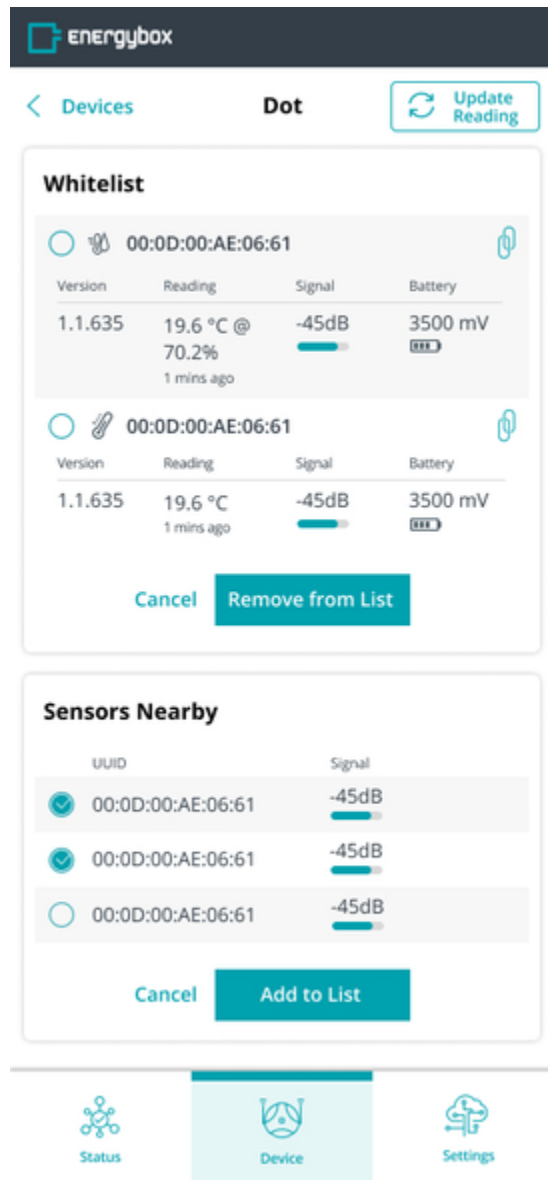 energybox
Devices
Dot
Update
Reading
Whitelist
00:0D:00:AE:06:61
Version Reading Signal Battery
1.1.635 19.6 °C @ -45dB 3500 mV
70.2%
1 mins ago
00:0D:00:AE:06:61
Version Reading Signal Battery
1.1.635 19.6 °C -45dB 3500 mV
1 mins ago
Cancel Remove from List
Sensors Nearby
UUID Signal
00:0D:00:AE:06:61 -45dB
00:0D:00:AE:06:61 -45dB
00:0D:00:AE:06:61 -45dB
Cancel Add to List
Status Device Settings